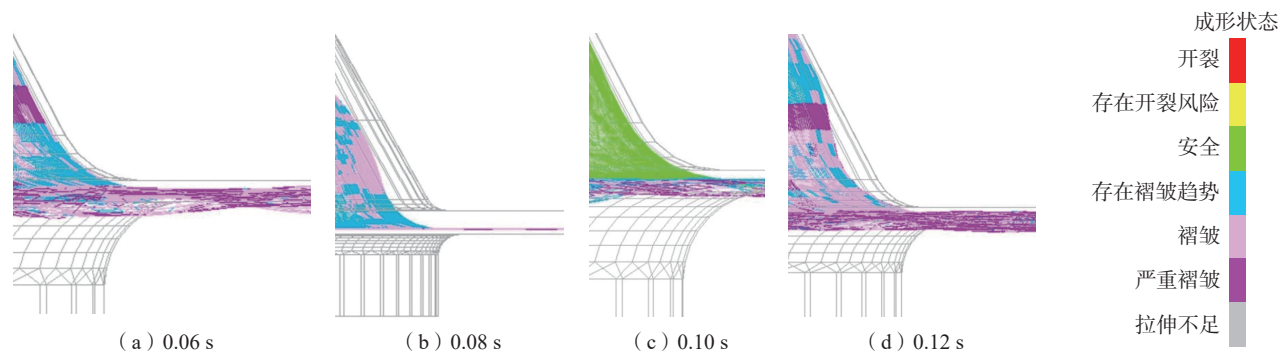 成形状态
开裂
存在开裂风险
安全
存在褶皱趋势
褶皱
严重褶皱
拉伸不足
（a）0.06 s
（b）0.08 s
（c）0.10 s
（d）0.12 s